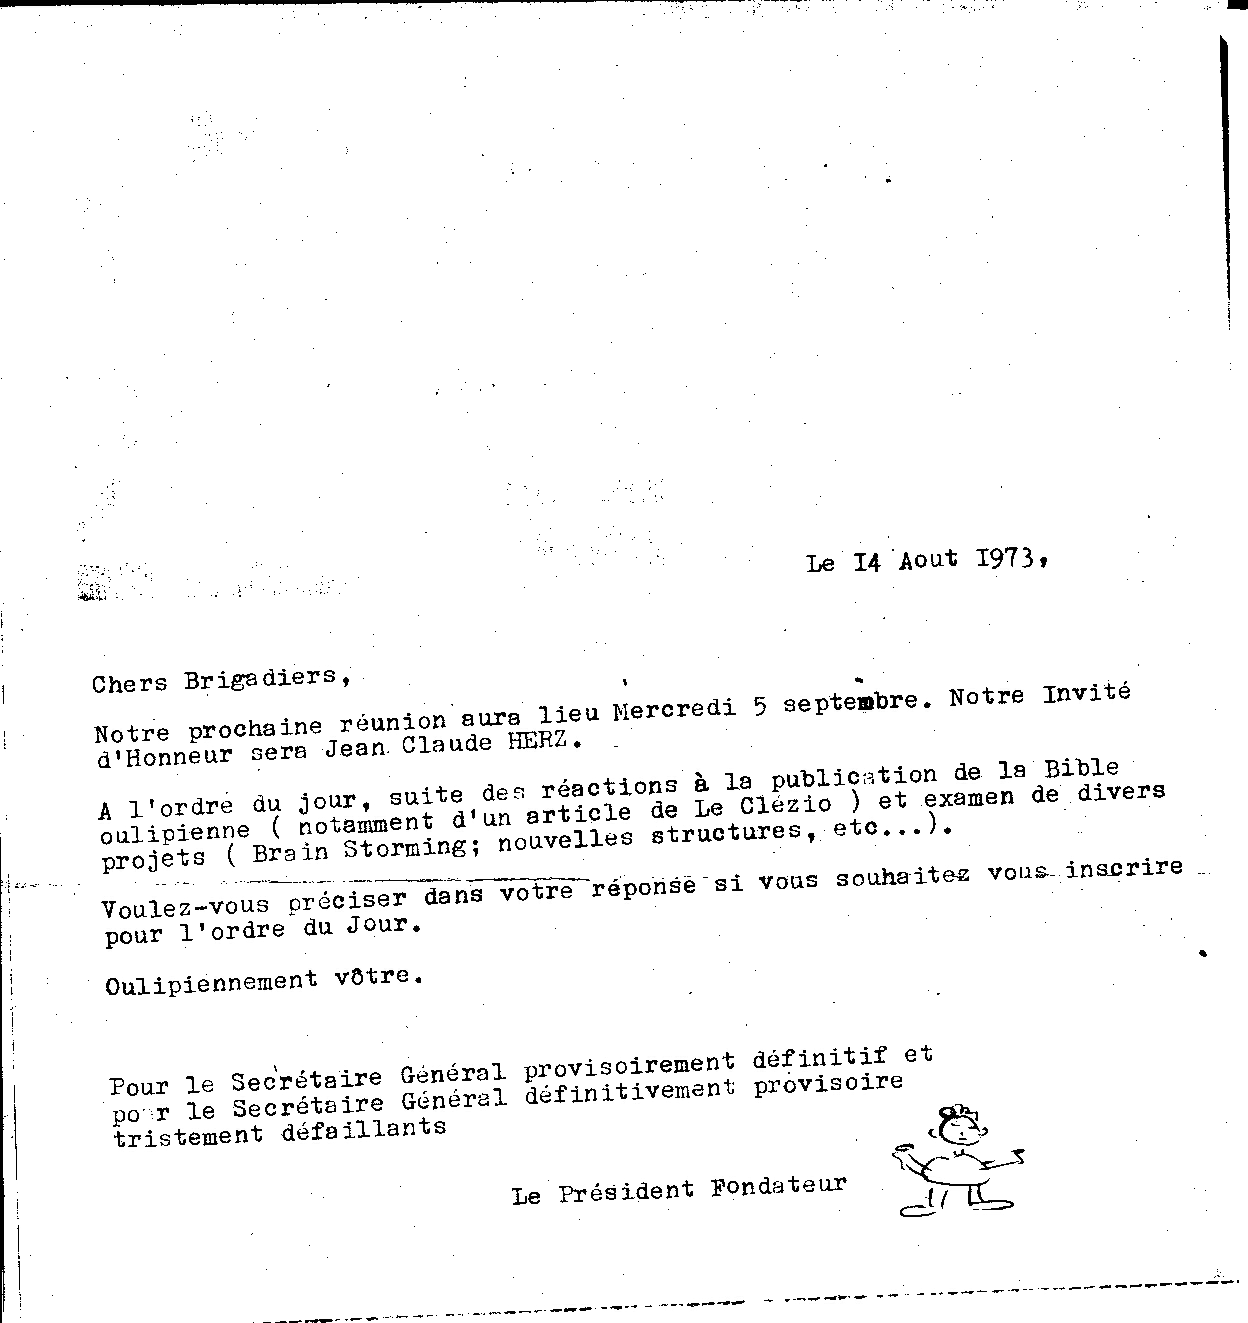 Le I4 Aout I973,
Chers Brigadiers,
Notre prochaine réunion aura lieu Mercredi 5 septembre. Notre Invité
d'Honneur sera Jean Claude HERZ.
A l'ordre du jour, suite des réactions à la publication de la Bible
oulipienne ( notamment d'un article de Le Clézio ) et examen de divers
projets ( Brain Storming; nouvelles structures, etc...).
Voulez-vous préciser dans votre réponse si vous souhaitez vous inscrire
pour l'ordre du Jour.
Oulipiennement vôtre.
Pour le Secrétaire Général provisoirement définitif et
pour le Secrétaire Général définitivement provisoire
tristement défaillants
Le Président Fondateur